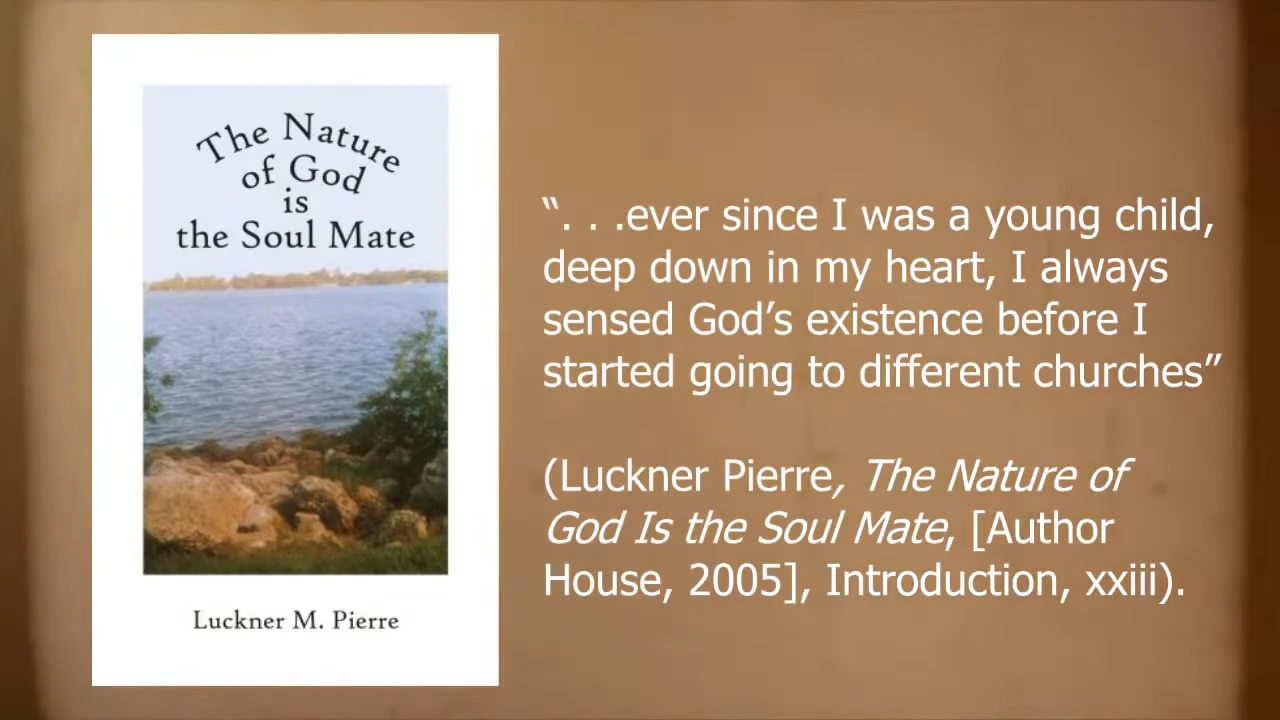 The Nature
of God
is
the Soul Mate
Luckner M. Pierre
“. . .ever since I was a young child,
deep down in my heart, I always
sensed God’s existence before I
started going to different churches”
(Luckner Pierre, The Nature of
God Is the Soul Mate, [Author
House, 2005], Introduction, xxiii).